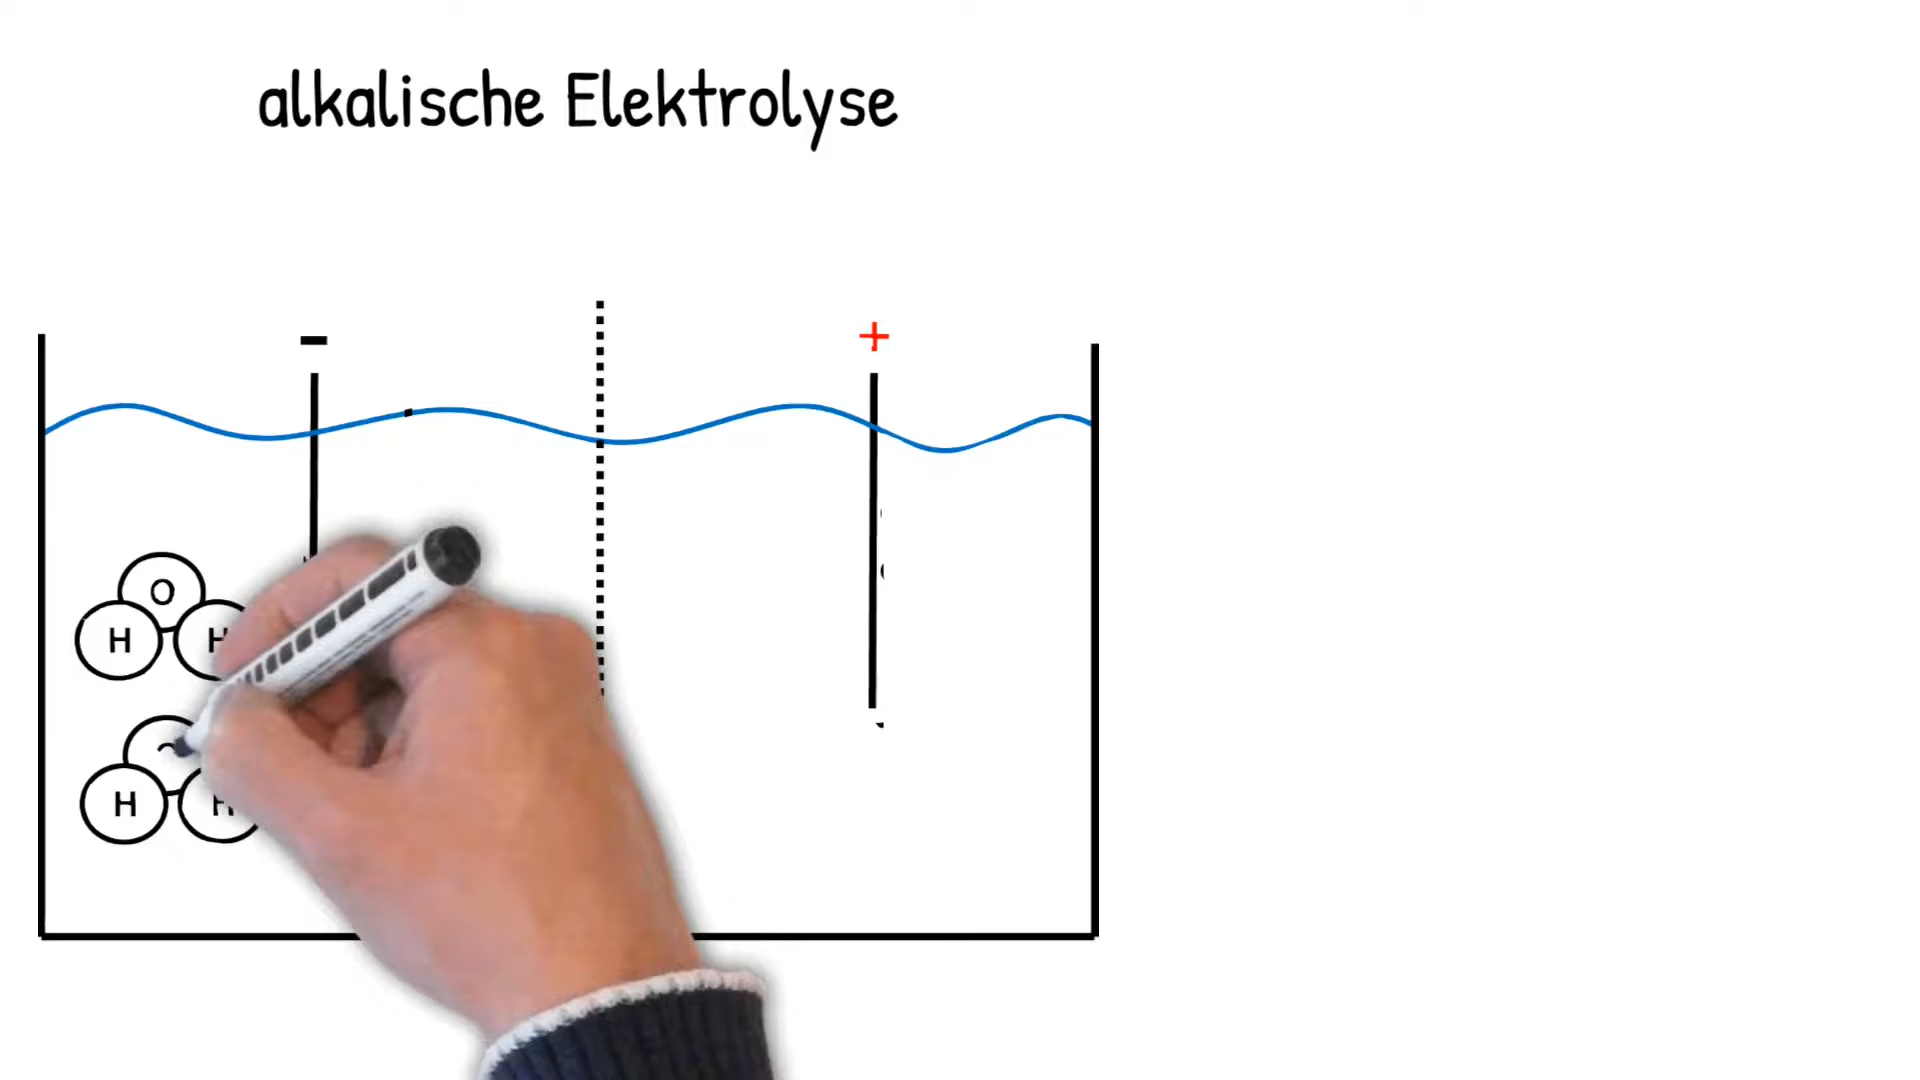 alkalische Elektrolyse
- +
O
H H
H H